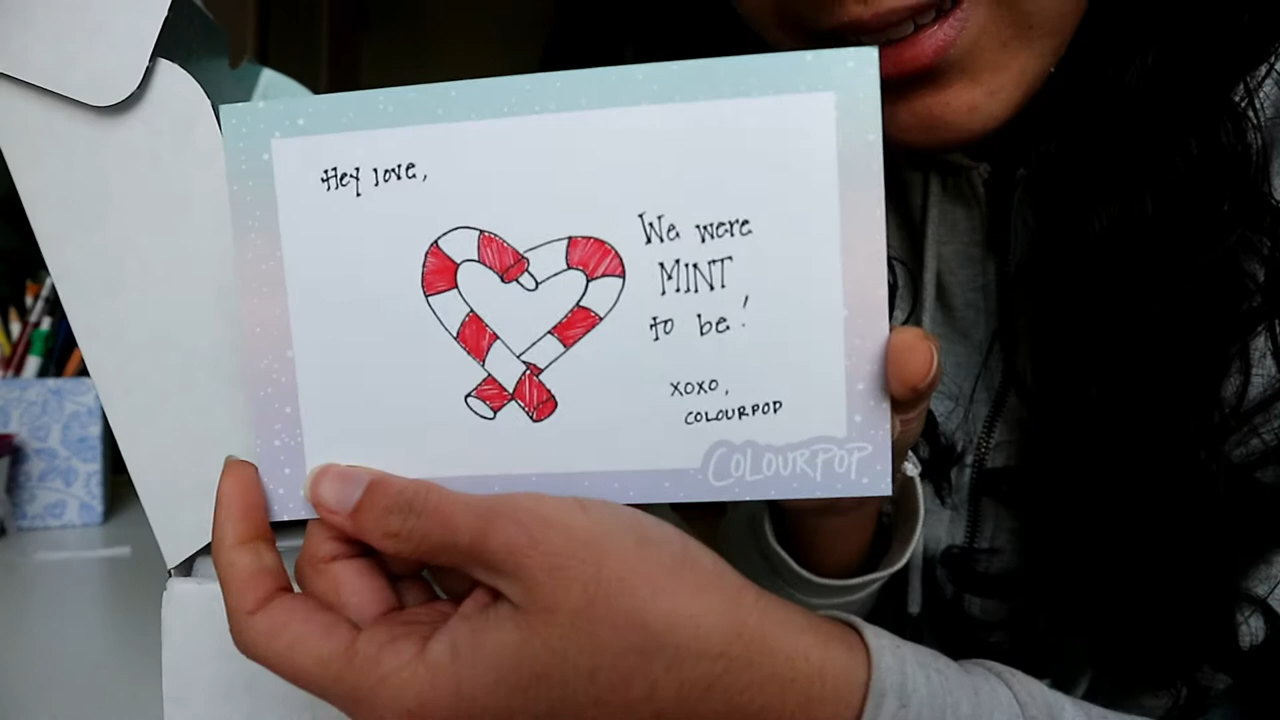 Hey love,
We were
MINT
to be!
xoxo,
COLOURPOP
COLOURPOP